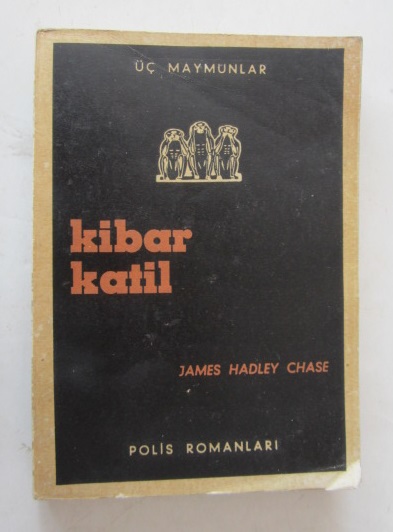 ÜÇ MAYMUNLAR
kibar
katil
JAMES HADLEY CHASE
POLİS ROMANLARI